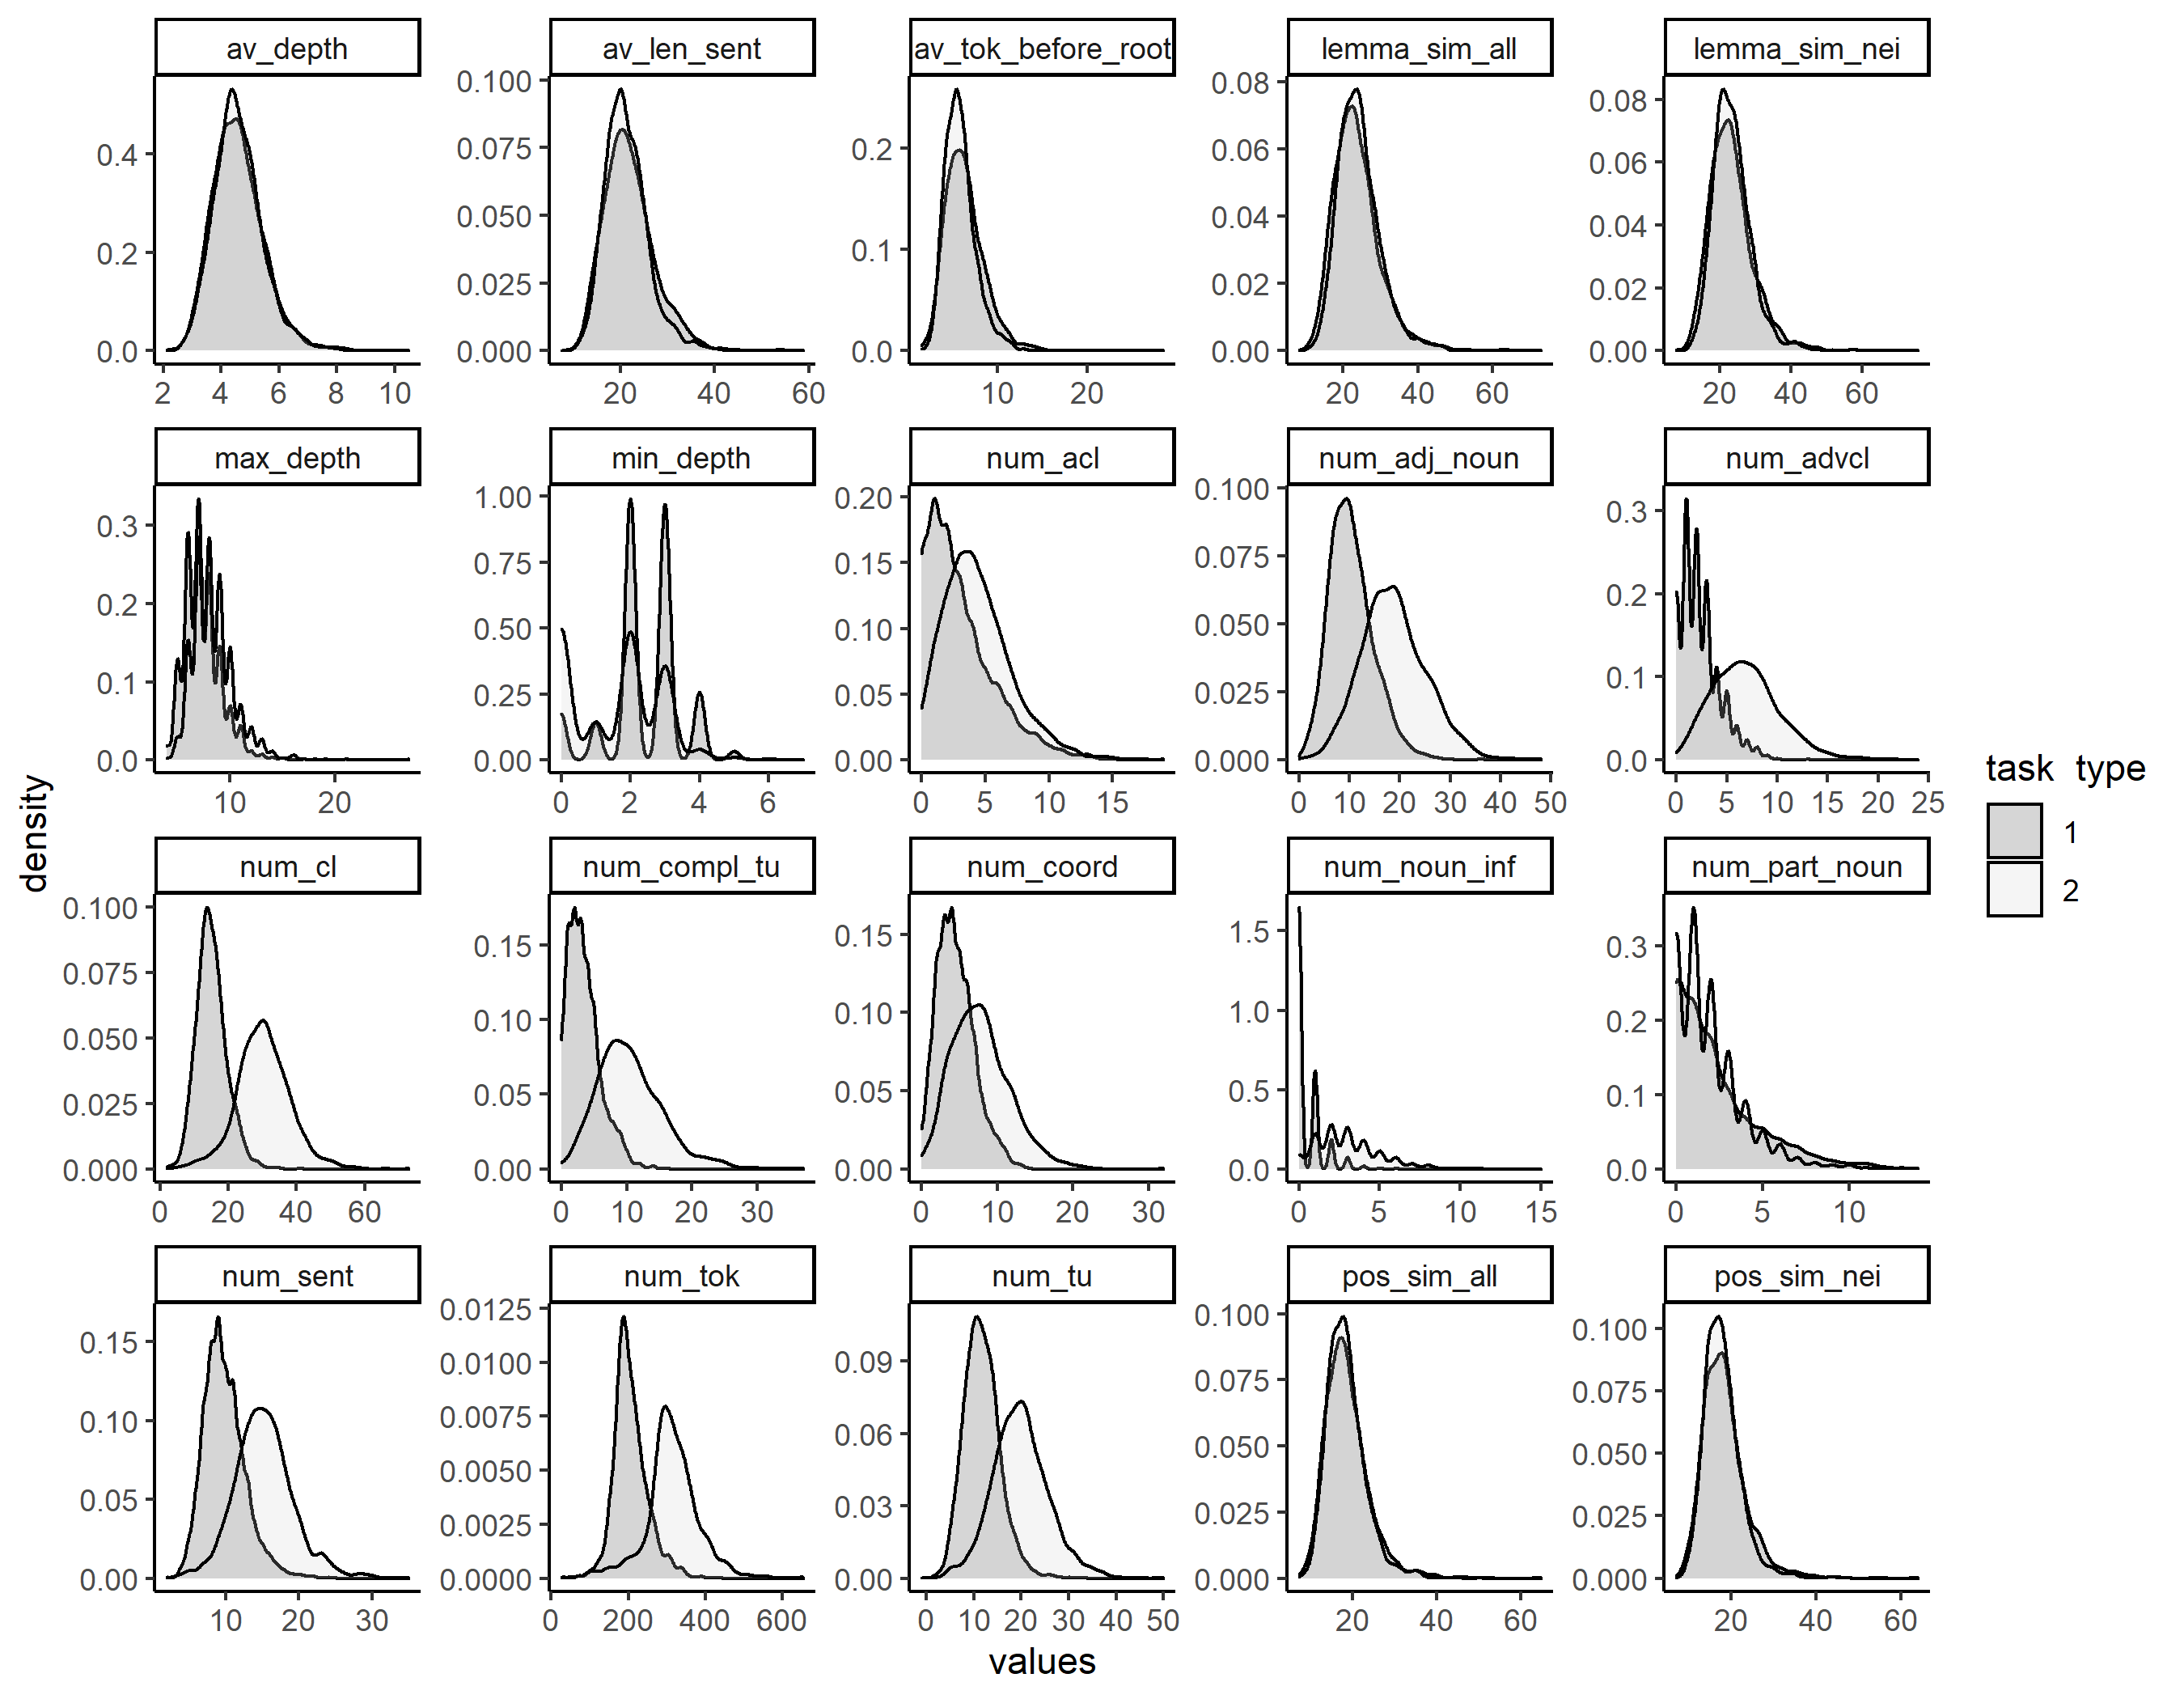 av_depth av_len_sent av_tok_before_root lemma_sim_all lemma_sim_nei
0.4 0.2 0.0
2 4 6 8 10
0.100 0.075 0.050 0.025 0.000
20 40 60
0.2 0.1 0.0
10 20
0.08 0.06 0.04 0.02 0.00
20 40 60
0.08 0.06 0.04 0.02 0.00
20 40 60
max_depth min_depth num_acl num_adj_noun num_advcl
0.3 0.2 0.1 0.0
10 20
1.00 0.75 0.50 0.25 0.00
0 2 4 6
0.20 0.15 0.10 0.05 0.00
0 5 10 15
0.100 0.075 0.050 0.025 0.000
0 10 20 30 40 50
0.3 0.2 0.1 0.0
0 5 10 15 20 25
num_cl num_compl_tu num_coord num_noun_inf num_part_noun
0.100 0.075 0.050 0.025 0.000
0 20 40 60
0.15 0.10 0.05 0.00
0 10 20 30
0.15 0.10 0.05 0.00
0 10 20 30
1.5 1.0 0.5 0.0
0 5 10 15
0.3 0.2 0.1 0.0
0 5 10
num_sent num_tok num_tu pos_sim_all pos_sim_nei
0.15 0.10 0.05 0.00
10 20 30
0.0125 0.0100 0.0075 0.0050 0.0025 0.0000
0 200 400 600
0.09 0.06 0.03 0.00
0 10 20 30 40 50
0.100 0.075 0.050 0.025 0.000
20 40 60
0.100 0.075 0.050 0.025 0.000
20 40 60
density
values
task type
1
2